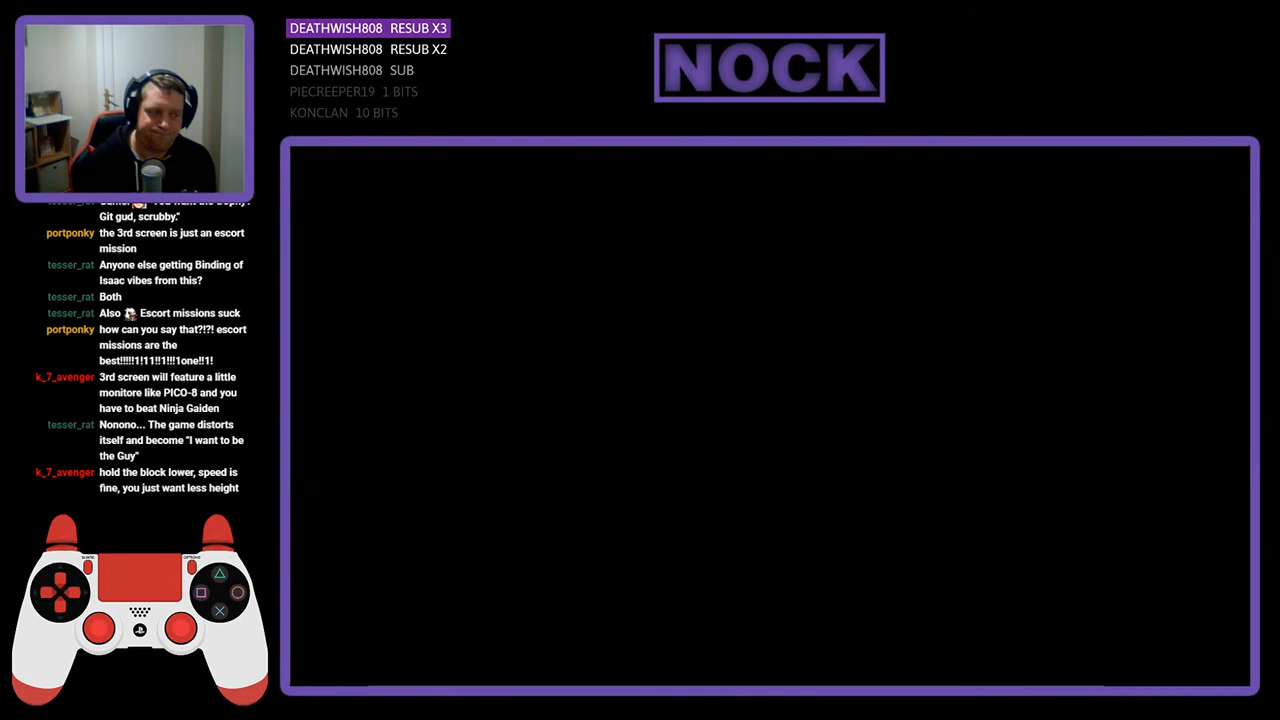 DEATHWISH808 RESUB X3
DEATHWISH808 RESUB X2
DEATHWISH808 SUB
PIECREEPER19 1 BITS
KONCLAN 10 BITS
NOCK
Git gud, scrubby."
portponky the 3rd screen is just an escort
mission
tesser_rat Anyone else getting Binding of
Isaac vibes from this?
tesser_rat Both
tesser_rat Also Escort missions suck
portponky how can you say that?!?! escort
missions are the
best!!!!!1!11!!1!!!1one!!1!
k_7_avenger 3rd screen will feature a little
monitore like PICO-8 and you
have to beat Ninja Gaiden
tesser_rat Nonono... The game distorts
itself and become "I want to be
the Guy"
k_7_avenger hold the block lower, speed is
fine, you just want less height
SHARE
OPTIONS